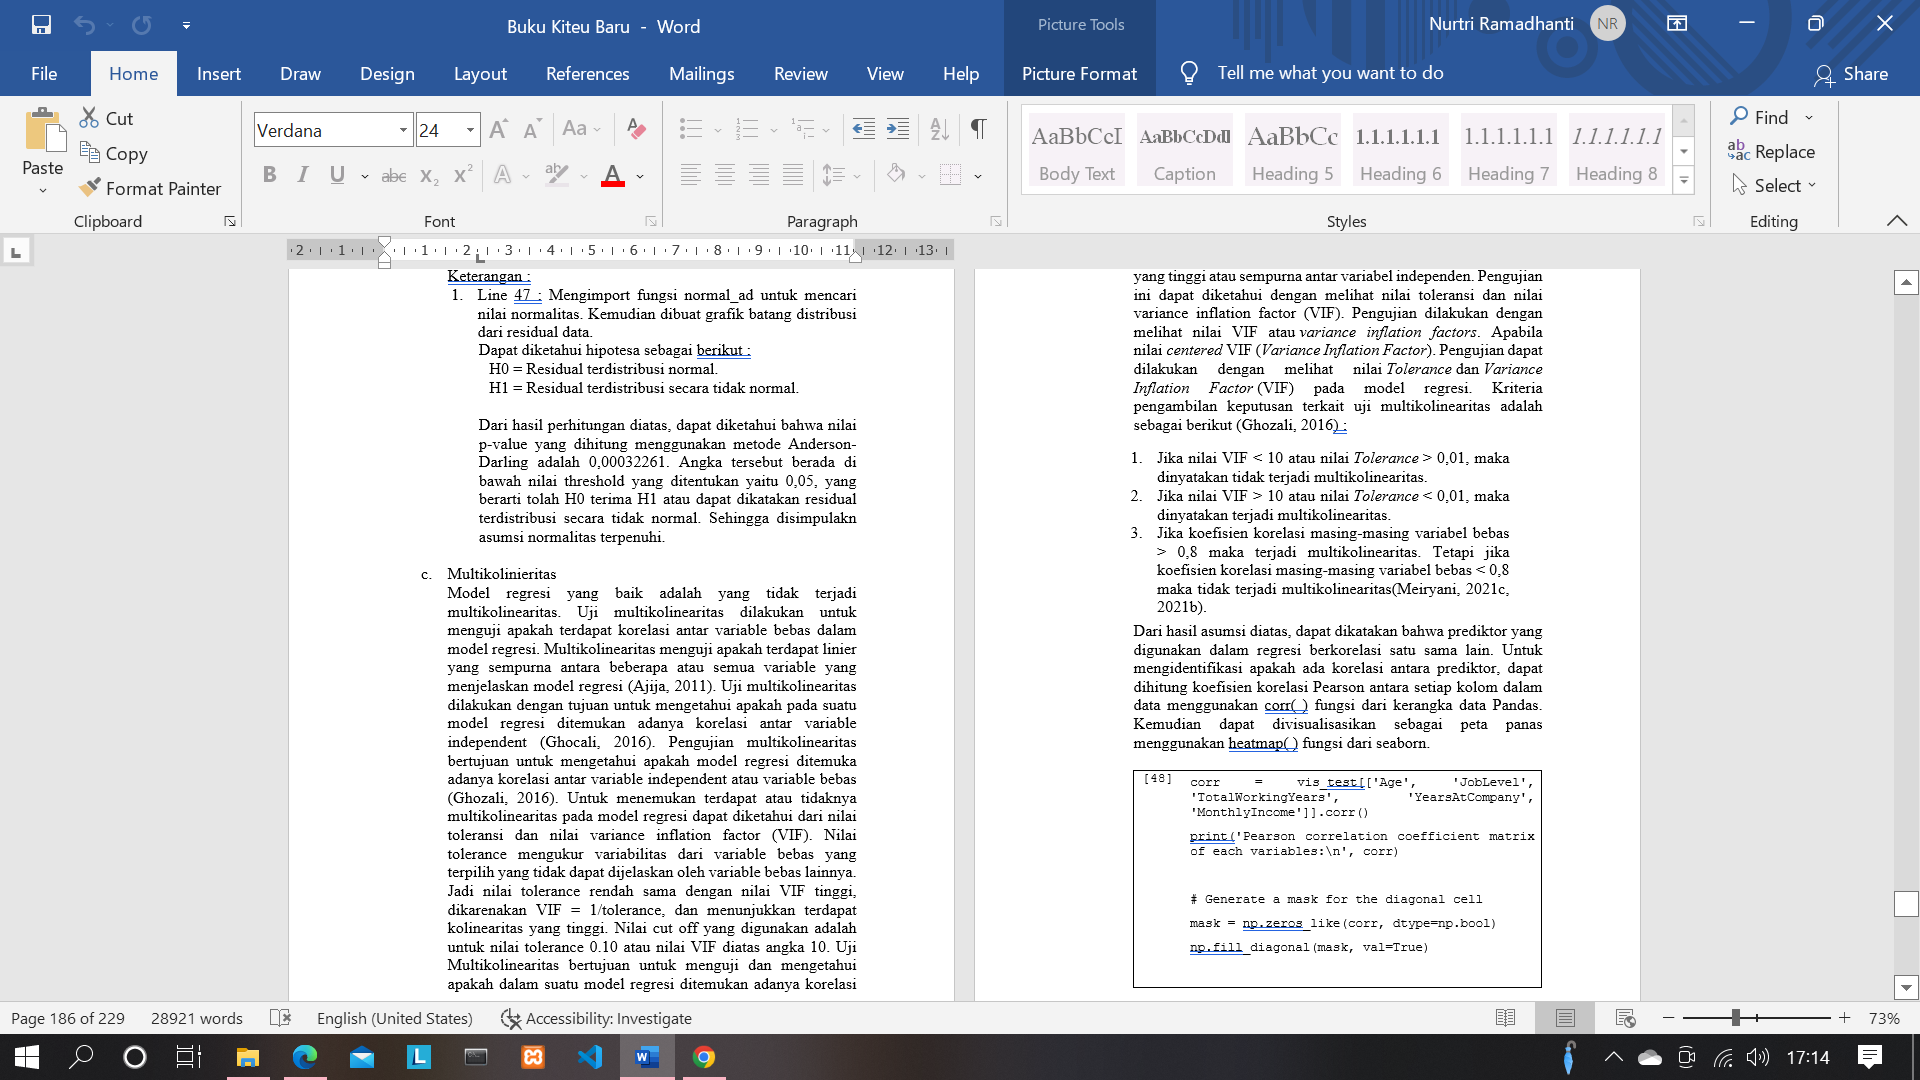 Buku Kiteu Baru - Word
Picture Tools
Nurtri Ramadhanti
NR
File
Home
Insert
Draw
Design
Layout
References
Mailings
Review
View
Help
Picture Format
Tell me what you want to do
Share
Paste
Cut
Copy
Format Painter
Clipboard
Verdana
24
Font
Paragraph
AaBbCcI
Body Text
AaBbCcDdI
Caption
AaBbCc
Heading 5
1.1.1.1.1.1
Heading 6
1.1.1.1.1.1
Heading 7
1.1.1.1.1.1
Heading 8
Styles
Find
Replace
Select
Editing
2 1 1 2 3 4 5 6 7 8 9 10 11 12 13
Keterangan :
1. Line 47 : Mengimport fungsi normal_ad untuk mencari
nilai normalitas. Kemudian dibuat grafik batang distribusi
dari residual data.
Dapat diketahui hipotesa sebagai berikut :
H0 = Residual terdistribusi normal.
H1 = Residual terdistribusi secara tidak normal.
Dari hasil perhitungan diatas, dapat diketahui bahwa nilai
p-value yang dihitung menggunakan metode Anderson-
Darling adalah 0,00032261. Angka tersebut berada di
bawah nilai threshold yang ditentukan yaitu 0,05, yang
berarti tolah H0 terima H1 atau dapat dikatakan residual
terdistribusi secara tidak normal. Sehingga disimpulakn
asumsi normalitas terpenuhi.
c. Multikolinieritas
Model regresi yang baik adalah yang tidak terjadi
multikolinearitas. Uji multikolinearitas dilakukan untuk
menguji apakah terdapat korelasi antar variable bebas dalam
model regresi. Multikolinearitas menguji apakah terdapat linier
yang sempurna antara beberapa atau semua variable yang
menjelaskan model regresi (Ajija, 2011). Uji multikolinearitas
dilakukan dengan tujuan untuk mengetahui apakah pada suatu
model regresi ditemukan adanya korelasi antar variable
independent (Ghocali, 2016). Pengujian multikolinearitas
bertujuan untuk mengetahui apakah model regresi ditemuka
adanya korelasi antar variable independent atau variable bebas
(Ghozali, 2016). Untuk menemukan terdapat atau tidaknya
multikolinearitas pada model regresi dapat diketahui dari nilai
toleransi dan nilai variance inflation factor (VIF). Nilai
tolerance mengukur variabilitas dari variable bebas yang
terpilih yang tidak dapat dijelaskan oleh variable bebas lainnya.
Jadi nilai tolerance rendah sama dengan nilai VIF tinggi,
dikarenakan VIF = 1/tolerance, dan menunjukkan terdapat
kolinearitas yang tinggi. Nilai cut off yang digunakan adalah
untuk nilai tolerance 0.10 atau nilai VIF diatas angka 10. Uji
Multikolinearitas bertujuan untuk menguji dan mengetahui
apakah dalam suatu model regresi ditemukan adanya korelasi
yang tinggi atau sempurna antar variabel independen. Pengujian
ini dapat diketahui dengan melihat nilai toleransi dan nilai
variance inflation factor (VIF). Pengujian dilakukan dengan
melihat nilai VIF atau variance inflation factors. Apabila
nilai centered VIF (Variance Inflation Factor). Pengujian dapat
dilakukan dengan melihat nilai Tolerance dan Variance
Inflation Factor (VIF) pada model regresi. Kriteria
pengambilan keputusan terkait uji multikolinearitas adalah
sebagai berikut (Ghozali, 2016) :
1. Jika nilai VIF < 10 atau nilai Tolerance > 0,01, maka
dinyatakan tidak terjadi multikolinearitas.
2. Jika nilai VIF > 10 atau nilai Tolerance < 0,01, maka
dinyatakan terjadi multikolinearitas.
3. Jika koefisien korelasi masing-masing variabel bebas
> 0,8 maka terjadi multikolinearitas. Tetapi jika
koefisien korelasi masing-masing variabel bebas < 0,8
maka tidak terjadi multikolinearitas(Meiryani, 2021c,
2021b).
Dari hasil asumsi diatas, dapat dikatakan bahwa prediktor yang
digunakan dalam regresi berkorelasi satu sama lain. Untuk
mengidentifikasi apakah ada korelasi antara prediktor, dapat
dihitung koefisien korelasi Pearson antara setiap kolom dalam
data menggunakan corr( ) fungsi dari kerangka data Pandas.
Kemudian dapat divisualisasikan sebagai peta panas
menggunakan heatmap( ) fungsi dari seaborn.
[48] corr = vis_test[['Age', 'JobLevel',
'TotalWorkingYears', 'YearsAtCompany',
'MonthlyIncome']].corr()
print('Pearson correlation coefficient matrix
of each variables:\n', corr)
# Generate a mask for the diagonal cell
mask = np.zeros_like(corr, dtype=np.bool)
np.fill_diagonal(mask, val=True)
Page 186 of 229
28921 words
English (United States)
Accessibility: Investigate
73%
17:14